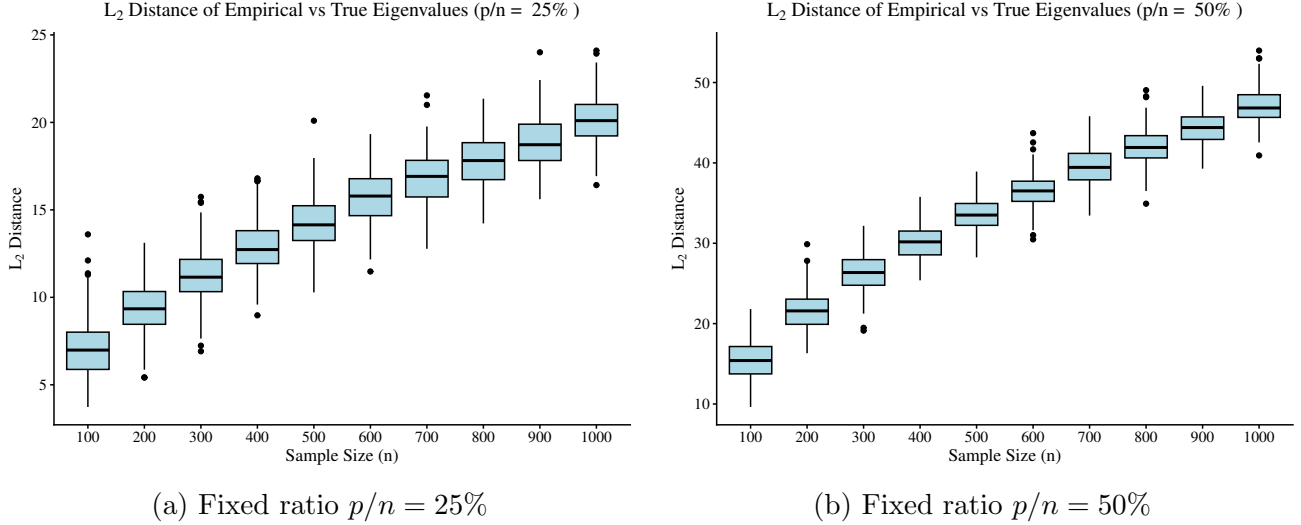 L₂ Distance of Empirical vs True Eigenvalues (p/n = 25% )
25
20
15
10
5
L₂ Distance
100 200 300 400 500 600 700 800 900 1000
Sample Size (n)
(a) Fixed ratio p/n = 25%
L₂ Distance of Empirical vs True Eigenvalues (p/n = 50% )
50
40
30
20
10
L₂ Distance
100 200 300 400 500 600 700 800 900 1000
Sample Size (n)
(b) Fixed ratio p/n = 50%